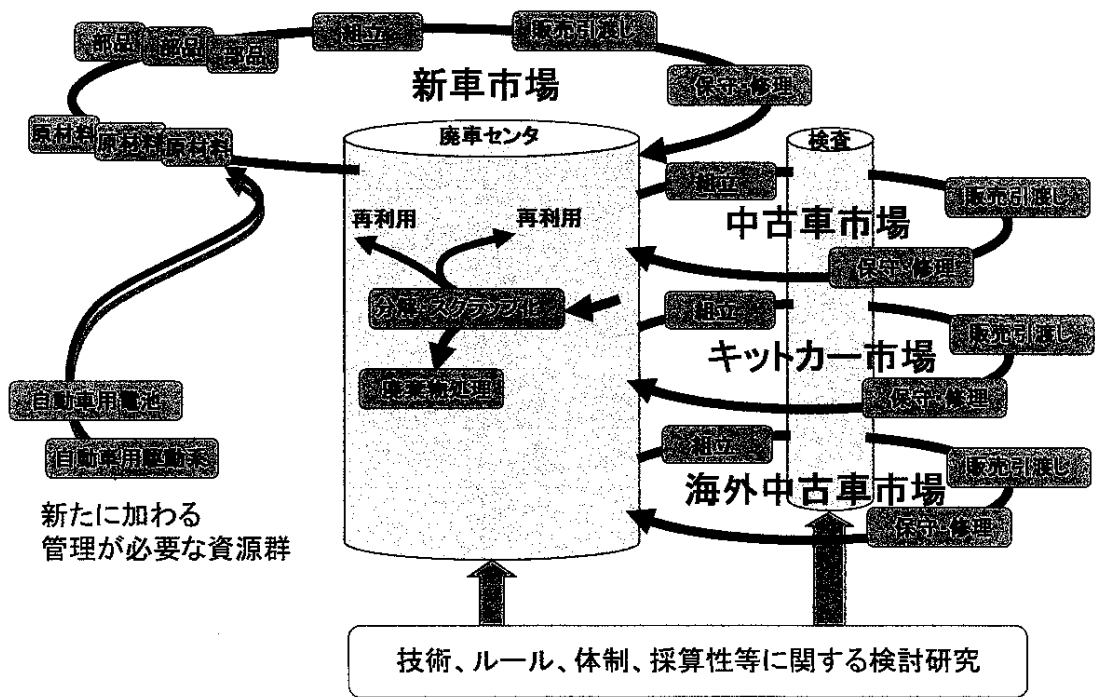 部品 部品 部品
組立
販売引渡し
新車市場
保守・修理
原材料 原材料 原材料
廃車センタ
検査
組立
販売引渡し
中古車市場
保守・修理
再利用
再利用
分解・スクラップ化
廃棄物処理
組立
販売引渡し
キットカー市場
保守・修理
自動車用電池
自動車用駆動系
組立
販売引渡し
海外中古車市場
保守・修理
新たに加わる
管理が必要な資源群
技術、ルール、体制、採算性等に関する検討研究